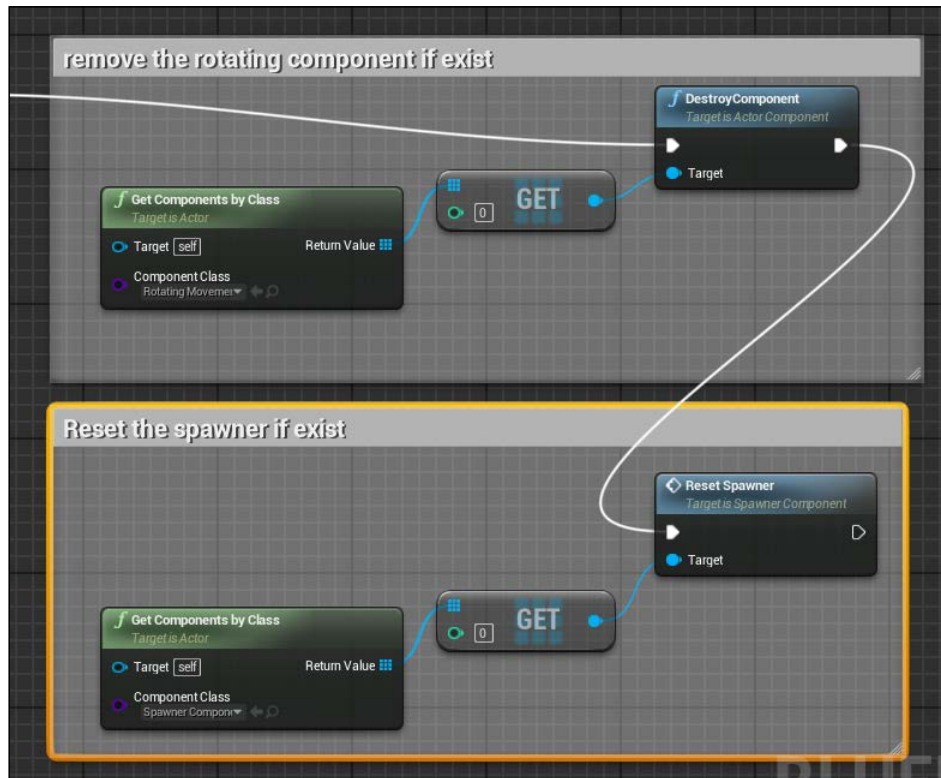 remove the rotating component if exist
f DestroyComponent
Target is Actor Component
Target
f Get Components by Class
Target is Actor
Target self
Return Value
Component Class
Rotating Movemer
0 GET
Reset the spawner if exist
Reset Spawner
Target is Spawner Component
Target
f Get Components by Class
Target is Actor
Target self
Return Value
Component Class
Spawner Compone
0 GET